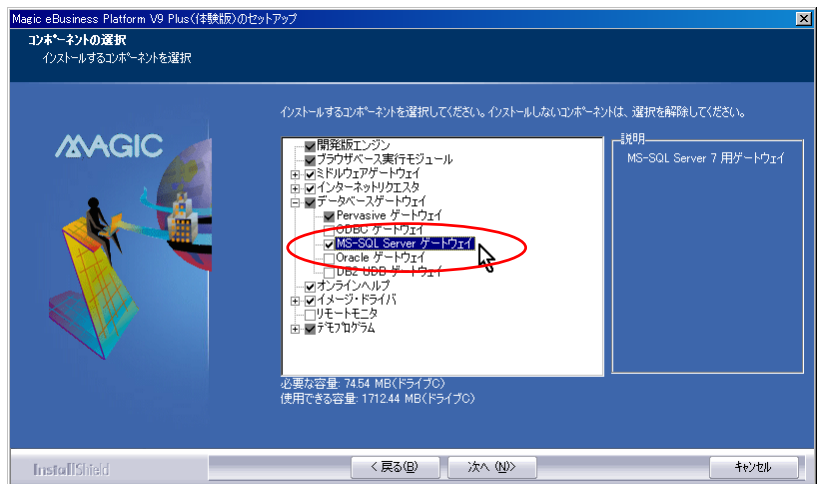 Magic eBusiness Platform V9 Plus(体験版)のセットアップ
コンポーネントの選択
インストールするコンポーネントを選択
インストールするコンポーネントを選択してください。インストールしないコンポーネントは、選択を解除してください。
MAGIC
開発版エンジン
ブラウザベース実行モジュール
ミドルウェアゲートウェイ
インターネットリクエスタ
データベースゲートウェイ
Pervasive ゲートウェイ
ODBC ゲートウェイ
MS-SQL Server ゲートウェイ
Oracle ゲートウェイ
DB2 UDB ゲートウェイ
オンラインヘルプ
イメージ・ドライバ
リモートモニタ
デモプログラム
説明
MS-SQL Server 7 用ゲートウェイ
必要な容量: 74.54 MB(ドライブC)
使用できる容量: 1712.44 MB(ドライブC)
InstallShield
< 戻る(B)
次へ (N)>
キャンセル